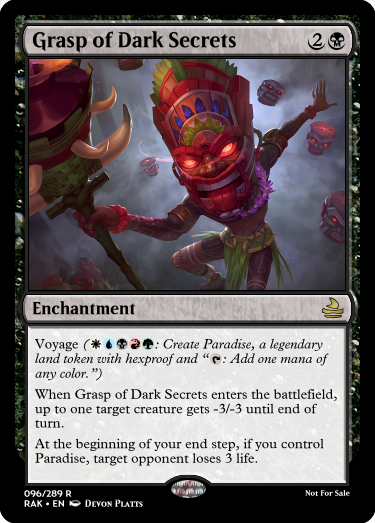 Grasp of Dark Secrets 2
Enchantment
Voyage (: Create Paradise, a legendary
land token with hexproof and “: Add one mana of
any color.”)
When Grasp of Dark Secrets enters the battlefield,
up to one target creature gets -3/-3 until end of
turn.
At the beginning of your end step, if you control
Paradise, target opponent loses 3 life.
096/289 R
Not For Sale
RAK • EN Devon Platts